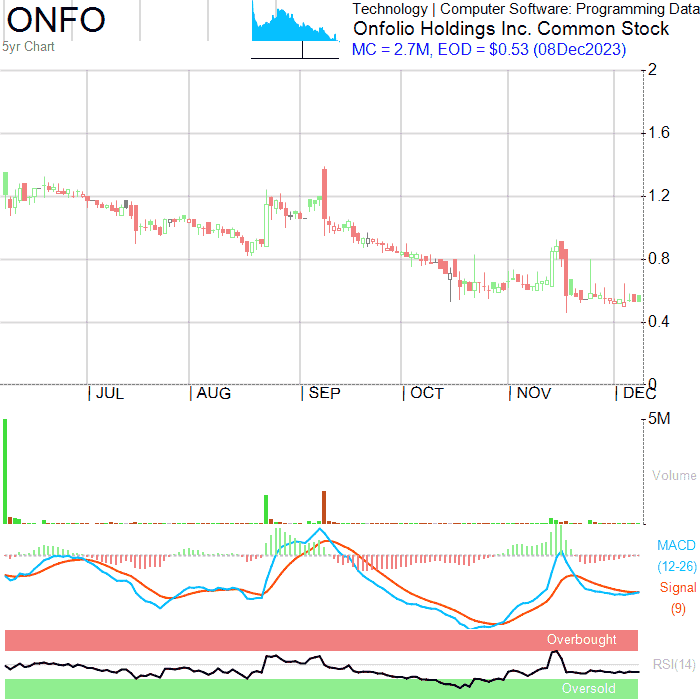 ONFO
5yr Chart
Technology | Computer Software: Programming Data
Onfolio Holdings Inc. Common Stock
MC = 2.7M, EOD = $0.53 (08Dec2023)
2
1.6
1.2
0.8
0.4
0
JUL AUG SEP OCT NOV DEC
5M
Volume
MACD
(12-26)
Signal
(9)
Overbought
RSI(14)
Oversold